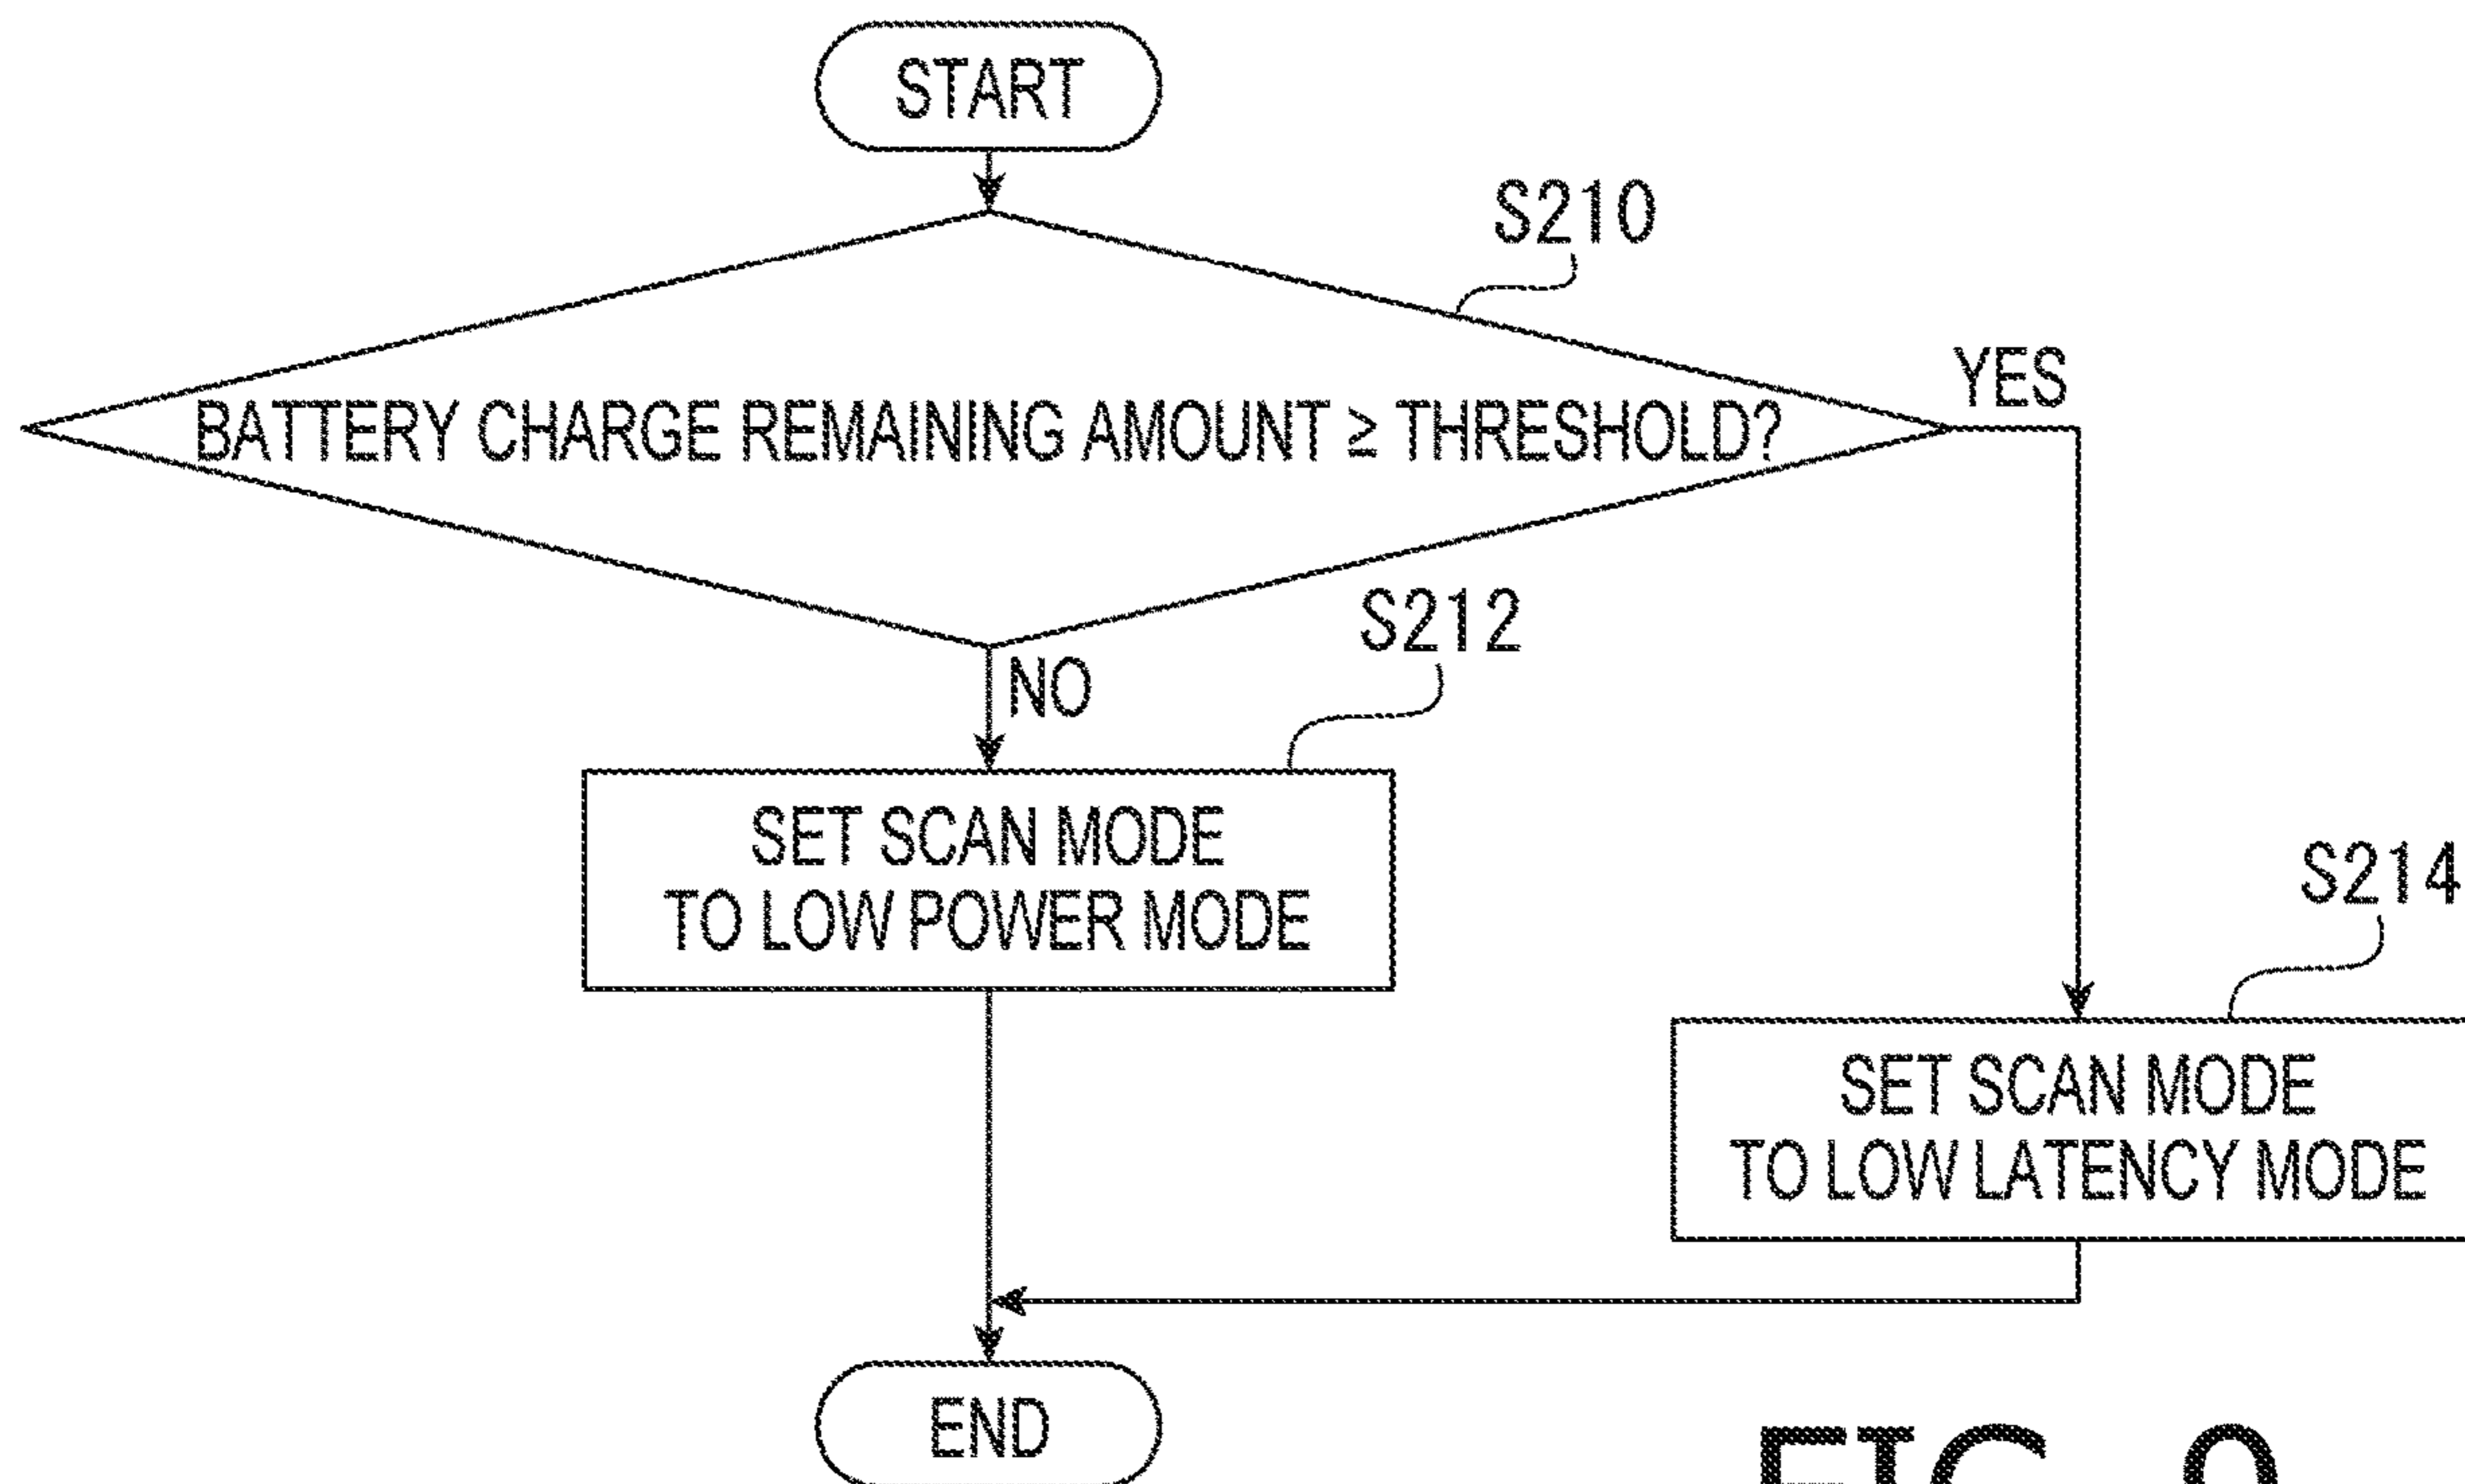 START
S210
YES
BATTERY CHARGE REMAINING AMOUNT ≥ THRESHOLD?
S212
NO
SET SCAN MODE
TO LOW POWER MODE
S214
SET SCAN MODE
TO LOW LATENCY MODE
END